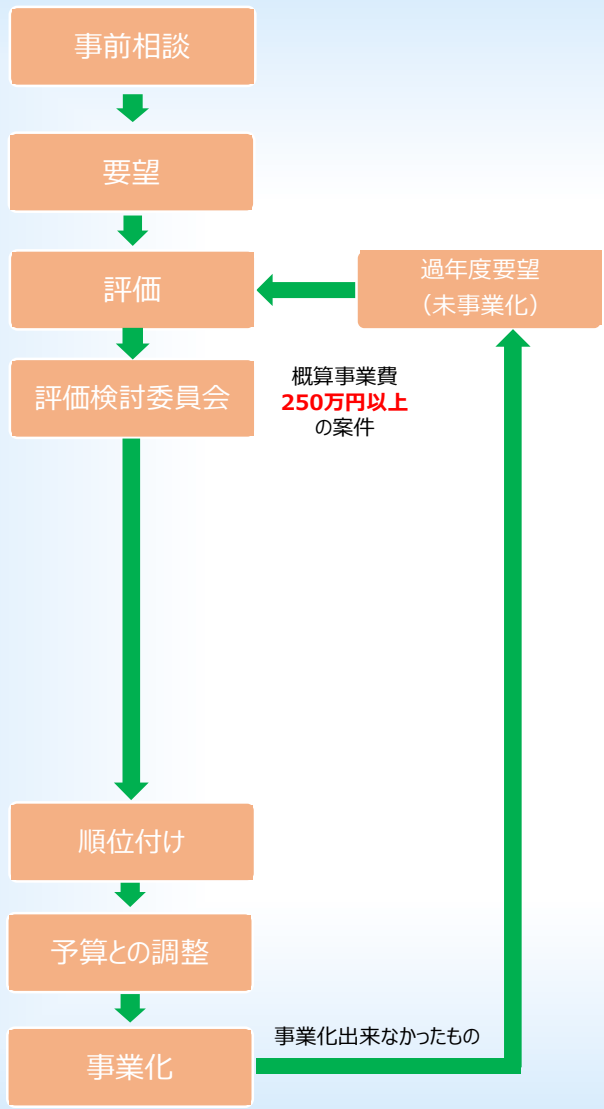 事前相談
要望
評価
過年度要望
（未事業化）
評価検討委員会
概算事業費
250万円以上
の案件
順位付け
予算との調整
事業化
事業化出来なかったもの